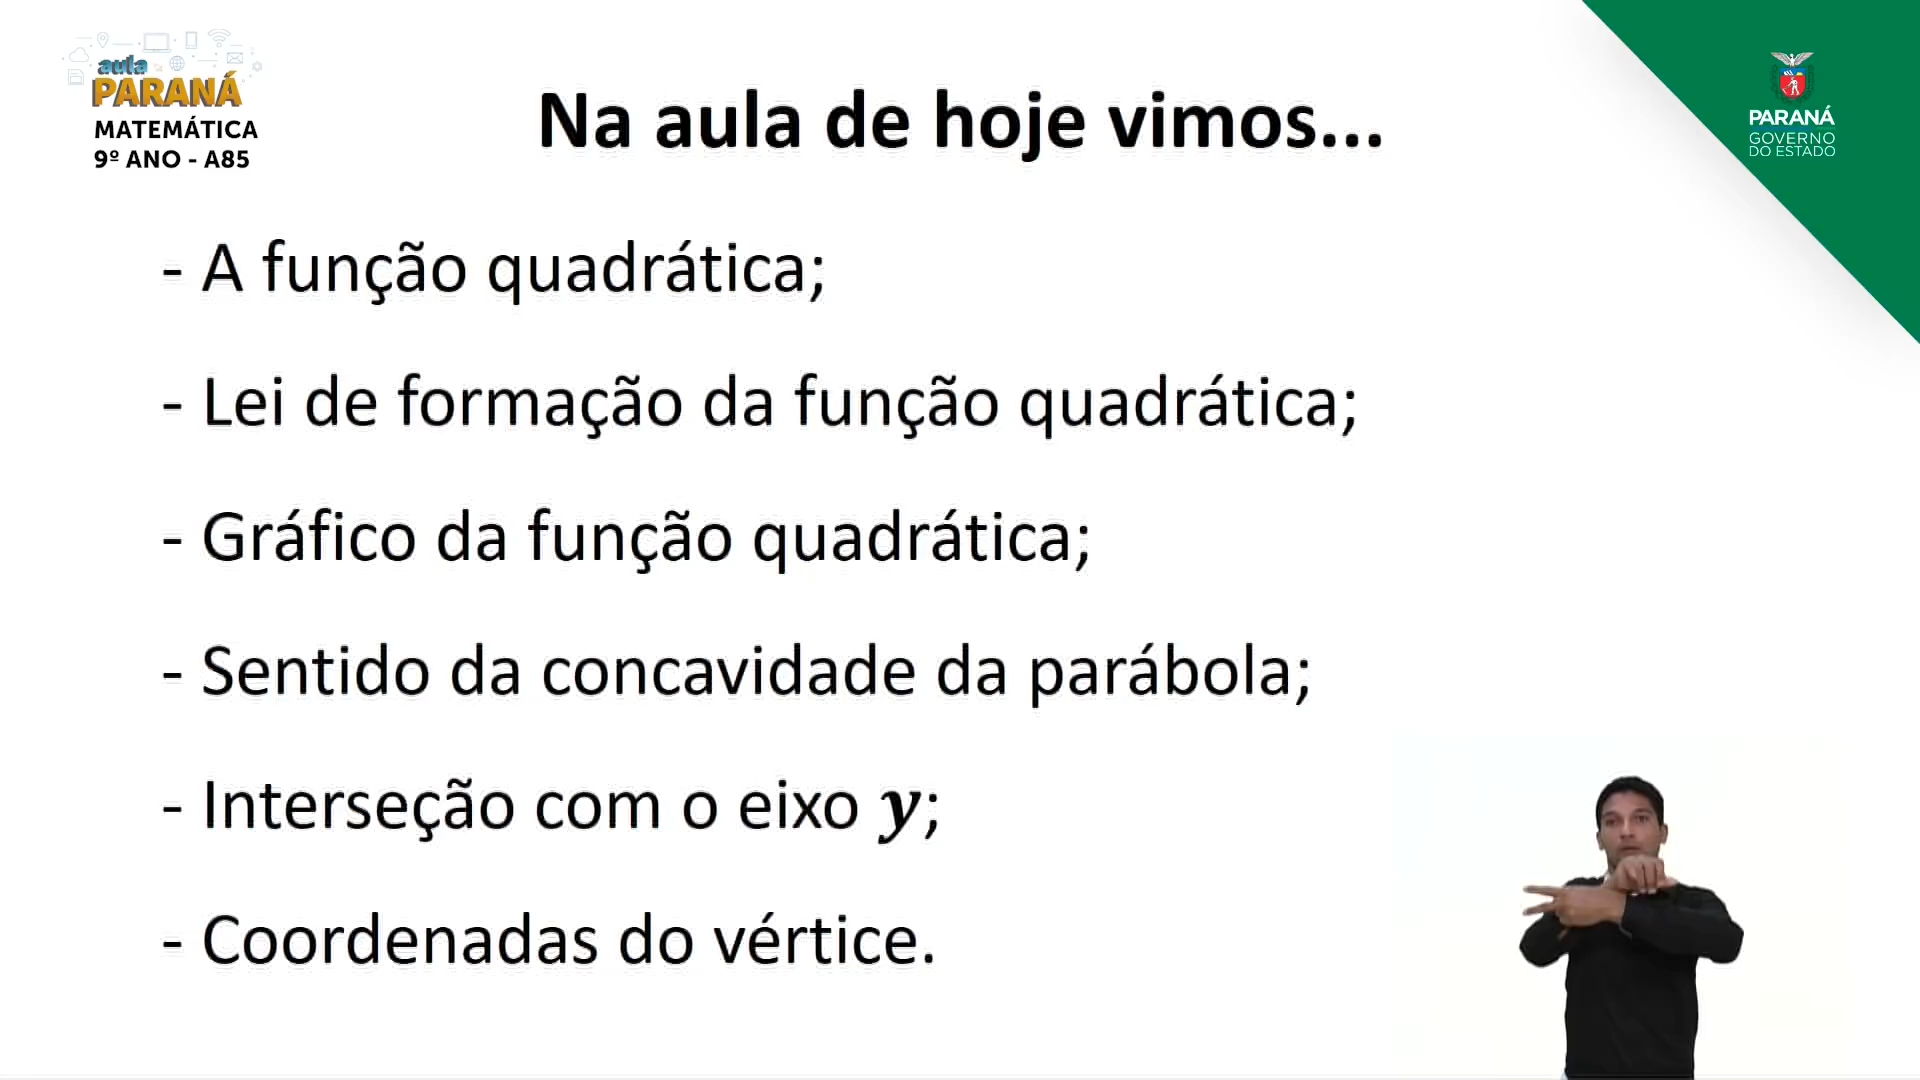 aula
PARANÁ
MATEMÁTICA
9º ANO - A85
Na aula de hoje vimos...
PARANÁ
GOVERNO
DO ESTADO
- A função quadrática;
- Lei de formação da função quadrática;
- Gráfico da função quadrática;
- Sentido da concavidade da parábola;
- Interseção com o eixo y;
- Coordenadas do vértice.